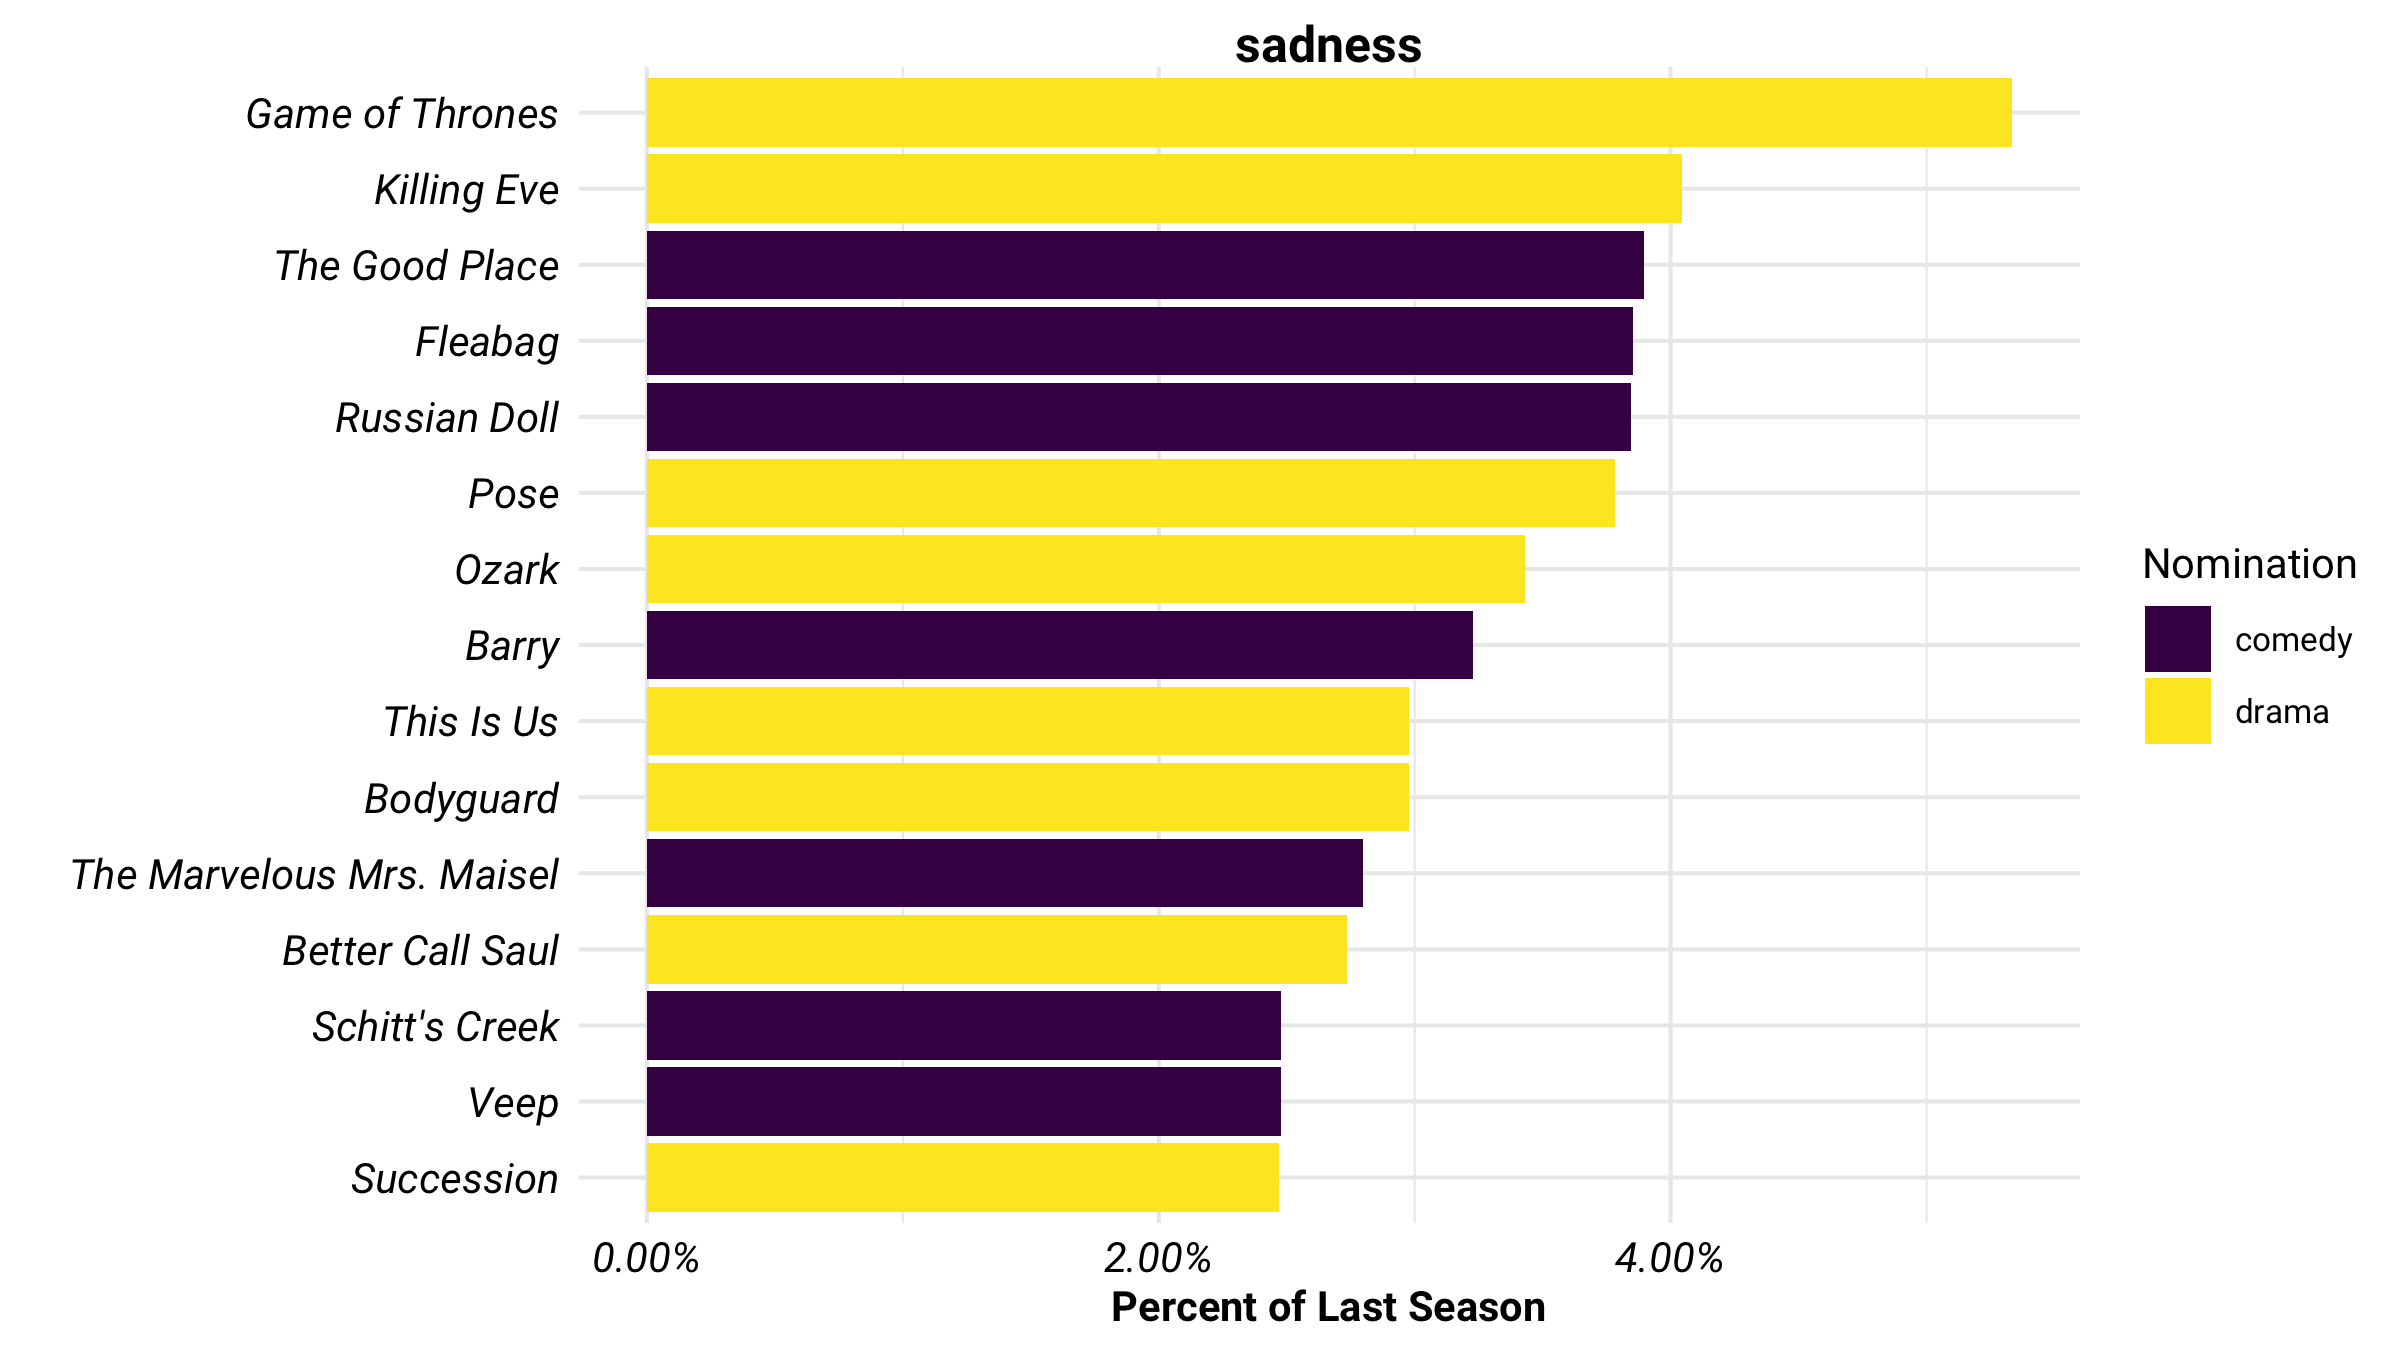 sadness
Game of Thrones
Killing Eve
The Good Place
Fleabag
Russian Doll
Pose
Ozark
Barry
This Is Us
Bodyguard
The Marvelous Mrs. Maisel
Better Call Saul
Schitt's Creek
Veep
Succession
0.00% 2.00% 4.00%
Percent of Last Season
Nomination
comedy
drama